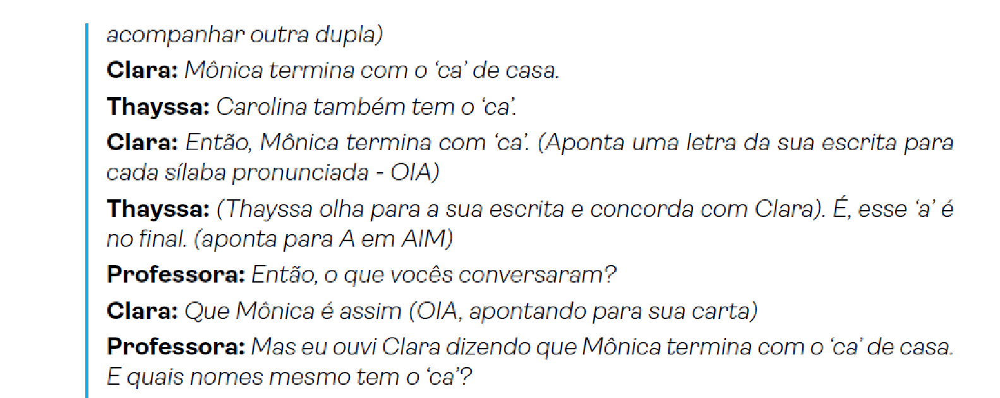 acompanhar outra dupla)
Clara: Mônica termina com o ‘ca’ de casa.
Thayssa: Carolina também tem o ‘ca’.
Clara: Então, Mônica termina com ‘ca’. (Aponta uma letra da sua escrita para
cada sílaba pronunciada - OIA)
Thayssa: (Thayssa olha para a sua escrita e concorda com Clara). É, esse ‘a’ é
no final. (aponta para A em AIM)
Professora: Então, o que vocês conversaram?
Clara: Que Mônica é assim (OIA, apontando para sua carta)
Professora: Mas eu ouvi Clara dizendo que Mônica termina com o ‘ca’ de casa.
E quais nomes mesmo tem o ‘ca’?